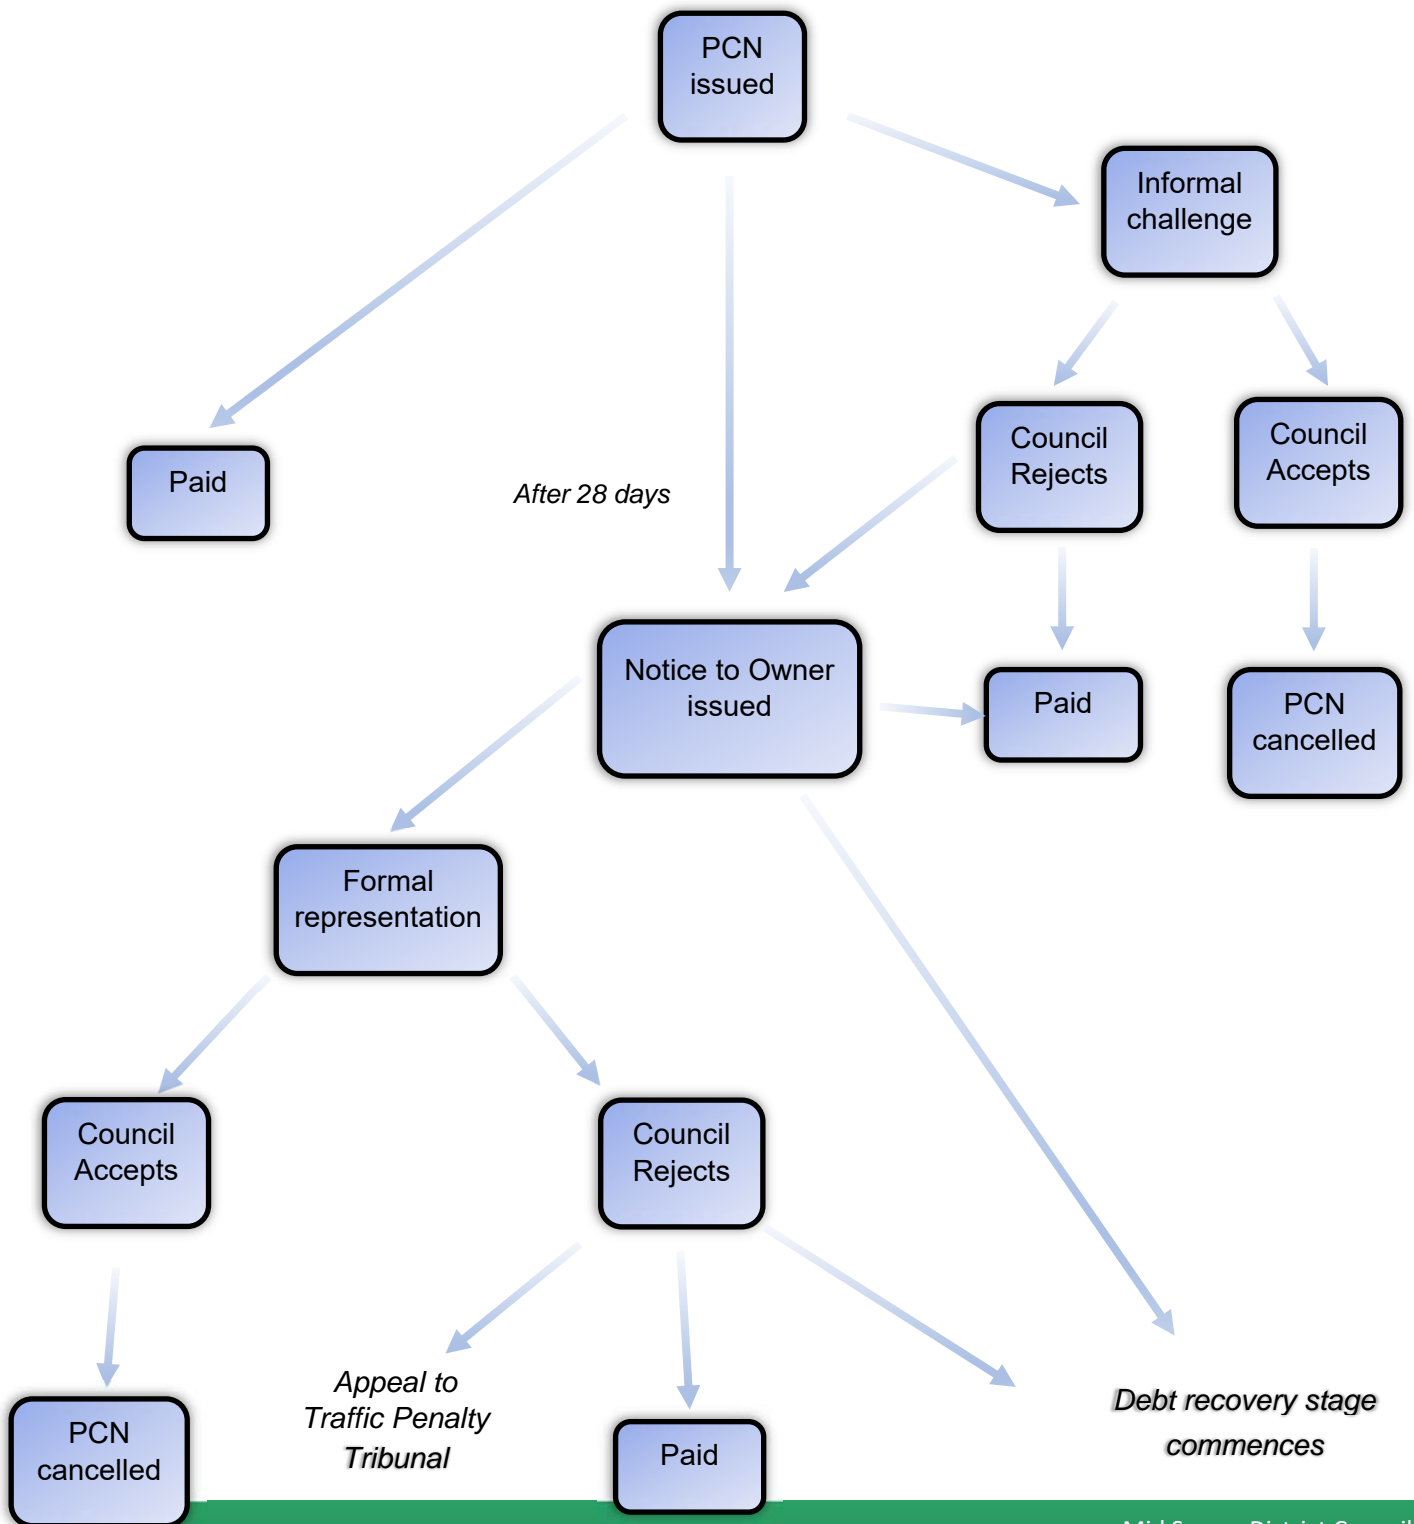 PCN
issued
Informal
challenge
Council
Rejects
Council
Accepts
Paid
After 28 days
Notice to Owner
issued
Paid
PCN
cancelled
Formal
representation
Council
Accepts
Council
Rejects
Appeal to
Traffic Penalty
Tribunal
Debt recovery stage
commences
PCN
cancelled
Paid